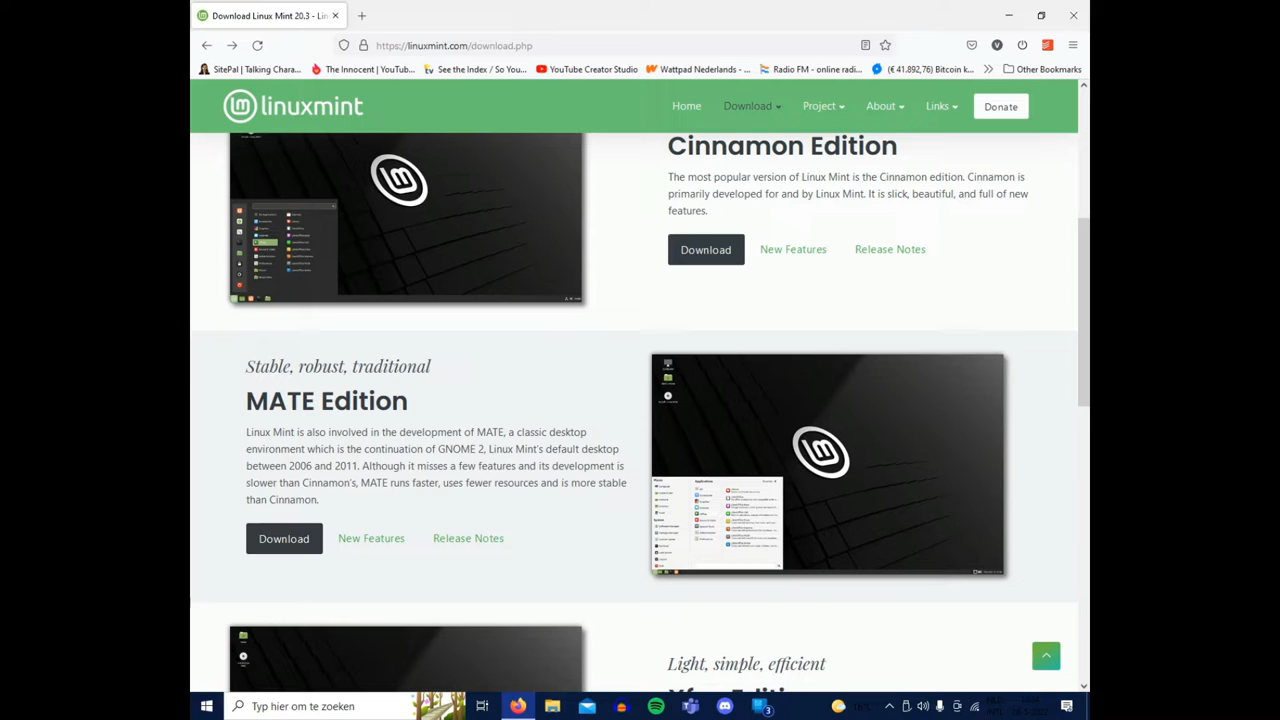 Download Linux Mint 20.3 - Lin
https://linuxmint.com/download.php
SitePal | Talking Chara...
The Innocent | YouTub...
See the Index / So You...
YouTube Creator Studio
Wattpad Nederlands - ...
Radio FM - online radi...
(€ 41.892,76) Bitcoin k...
Other Bookmarks
linuxmint
Home
Download
Project
About
Links
Donate
Cinnamon Edition
The most popular version of Linux Mint is the Cinnamon edition. Cinnamon is
primarily developed for and by Linux Mint. It is slick, beautiful, and full of new
features.
Download
New Features
Release Notes
Stable, robust, traditional
MATE Edition
Linux Mint is also involved in the development of MATE, a classic desktop
environment which is the continuation of GNOME 2, Linux Mint's default desktop
between 2006 and 2011. Although it misses a few features and its development is
slower than Cinnamon's, MATE runs faster, uses fewer resources and is more stable
than Cinnamon.
Download
New Features
Release Notes
Light, simple, efficient
Typ hier om te zoeken
3